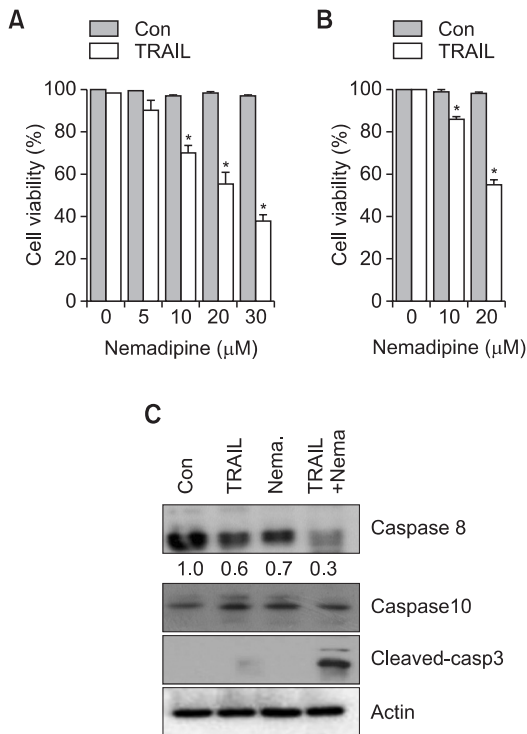 A
Con
TRAIL
Cell viability (%)
100
80
60
40
20
0
*
*
*
0 5 10 20 30
Nemadipine (μM)
B
Con
TRAIL
Cell viability (%)
100
80
60
40
20
0
*
*
0 10 20
Nemadipine (μM)
C
Con
TRAIL
Nema.
TRAIL
+Nema
Caspase 8
1.0 0.6 0.7 0.3
Caspase10
Cleaved-casp3
Actin